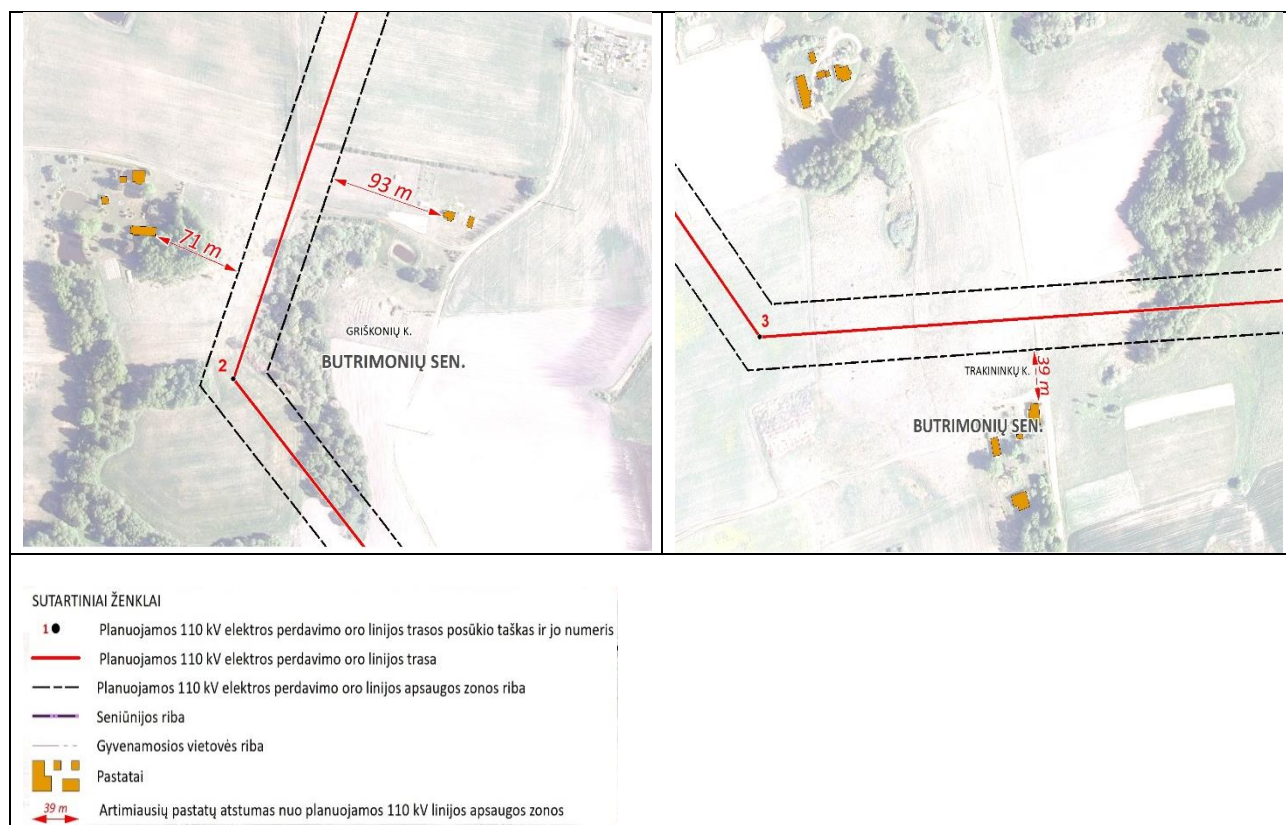 93 m
71 m
GRIŠKONIŲ K.
BUTRIMONIŲ SEN.
2
3
TRAKININKŲ K.
39 m
BUTRIMONIŲ SEN.
SUTARTINIAI ŽENKLAI
1 Planuojamos 110 kV elektros perdavimo oro linijos trasos posūkio taškas ir jo numeris
Planuojamos 110 kV elektros perdavimo oro linijos trasa
Planuojamos 110 kV elektros perdavimo oro linijos apsaugos zonos riba
Seniūnijos riba
Gyvenamosios vietovės riba
Pastatai
39 m Artimiausių pastatų atstumas nuo planuojamos 110 kV linijos apsaugos zonos